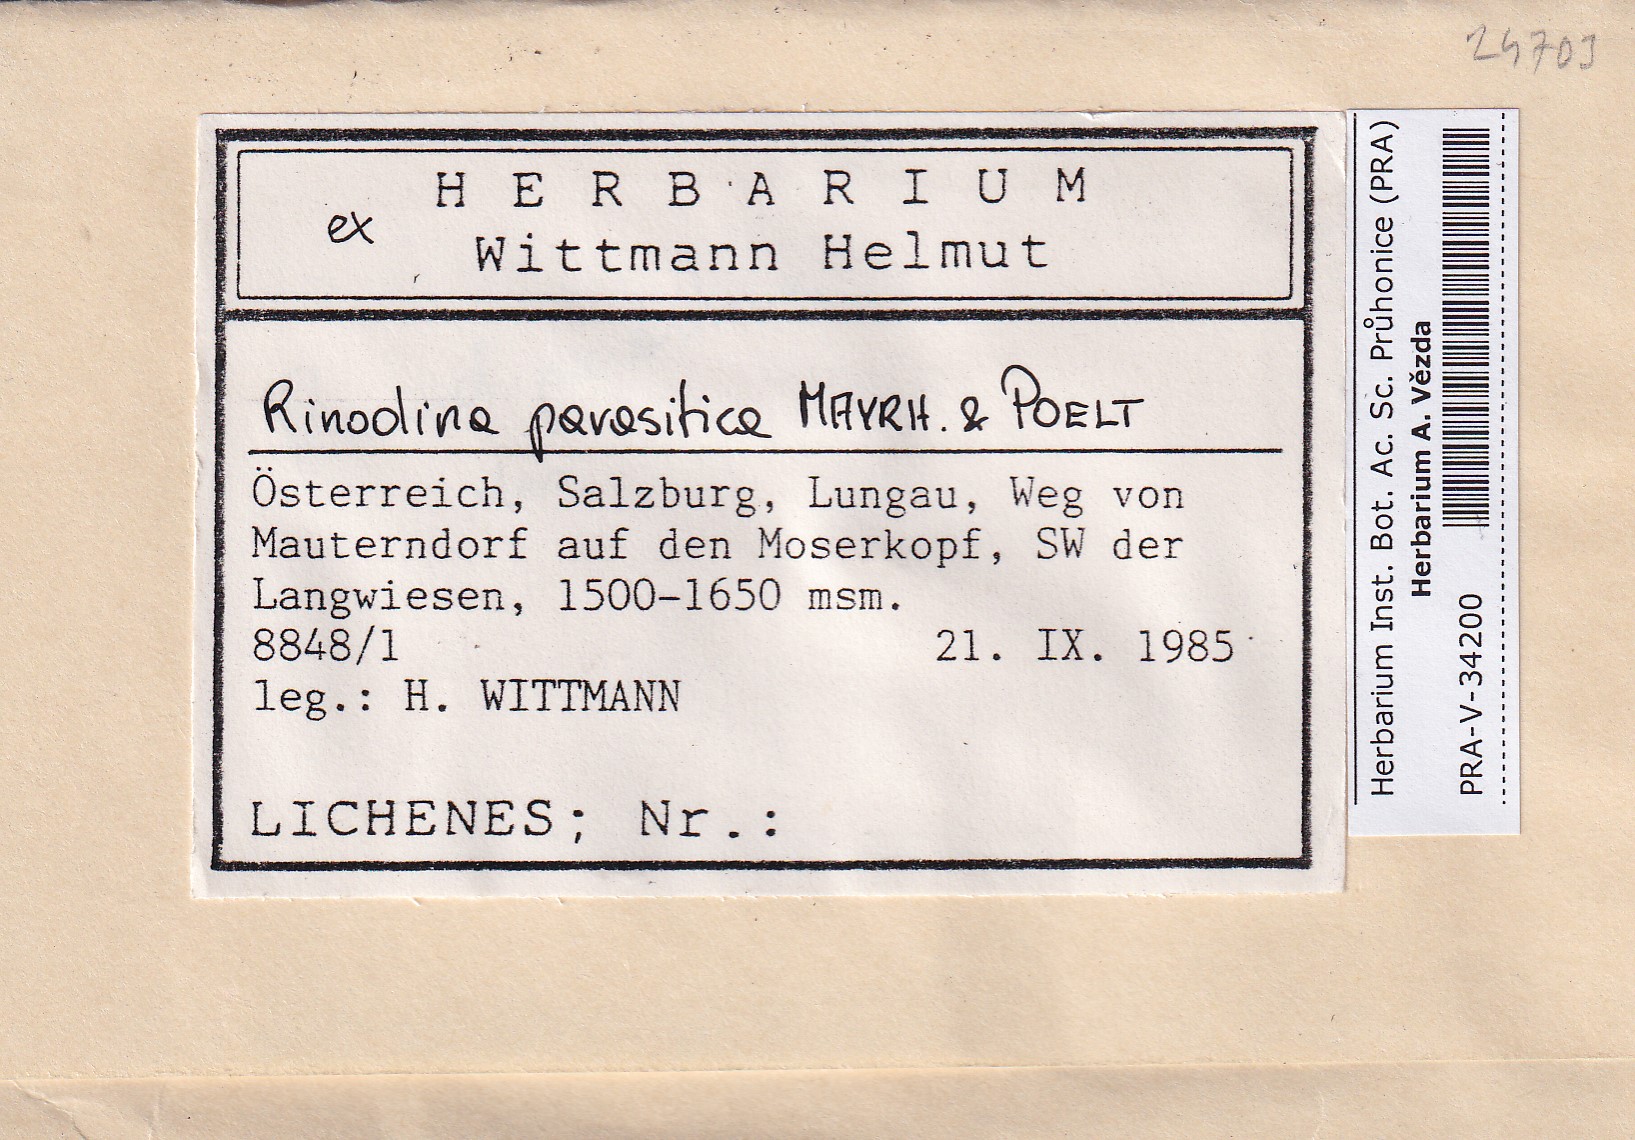 24703
HERBARIUM
ex
Wittmann Helmut
Rinodina parasitica MAYRH. & POELT
Österreich, Salzburg, Lungau, Weg von
Mauterndorf auf den Moserkopf, SW der
Langwiesen, 1500-1650 msm.
8848/1 21. IX. 1985
leg.: H. WITTMANN
LICHENES; Nr.:
Herbarium Inst. Bot. Ac. Sc. Průhonice (PRA)
Herbarium A. Vězda
PRA-V-34200